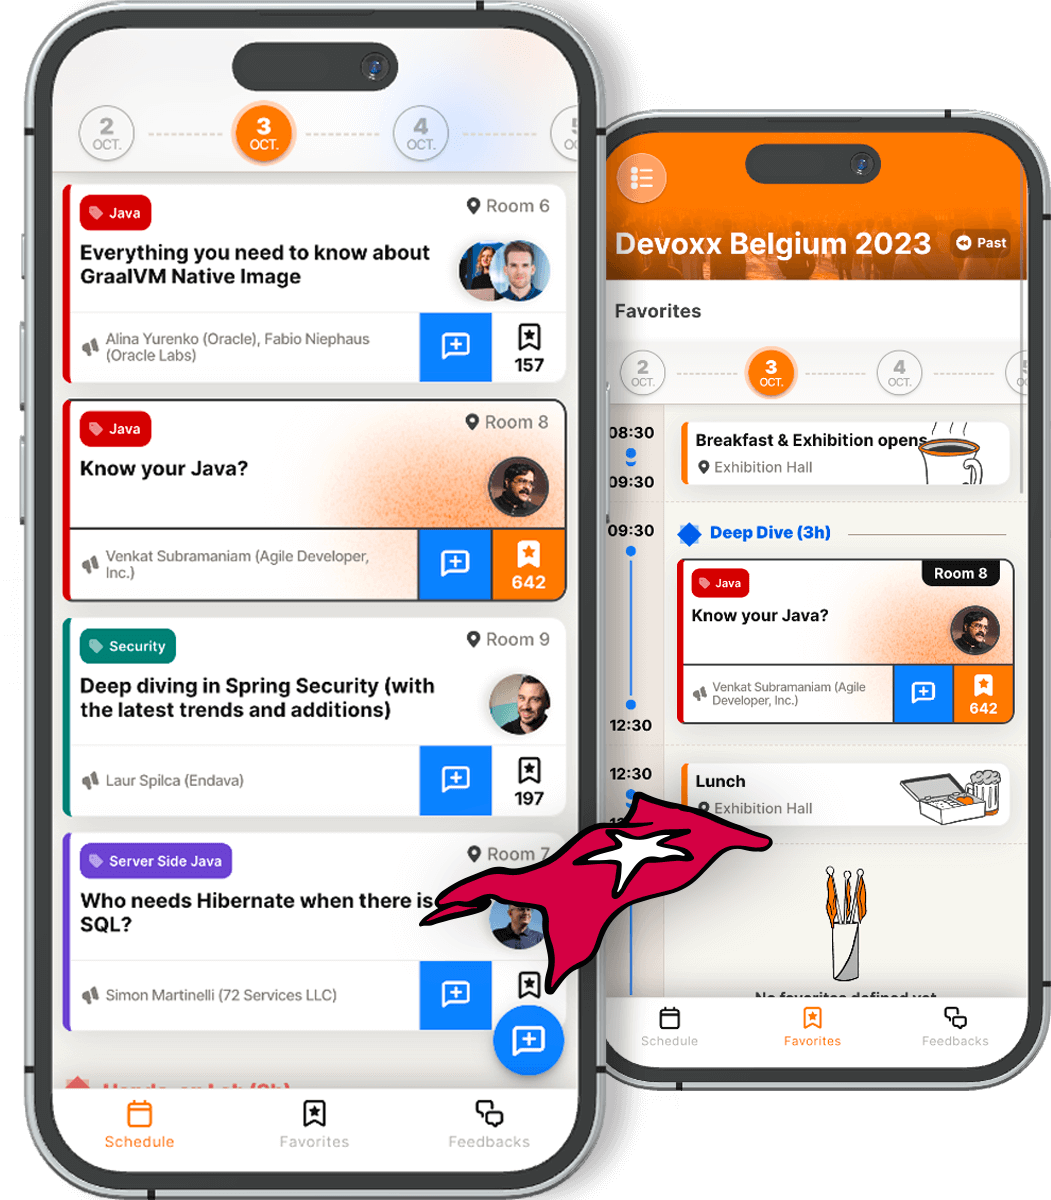 2
OCT.
3
OCT.
4
OCT.
Java
Room 6
Everything you need to know about
GraalVM Native Image
Alina Yurenko (Oracle), Fabio Niephaus
(Oracle Labs)
157
Java
Room 8
Know your Java?
Venkat Subramaniam (Agile Developer,
Inc.)
642
Security
Room 9
Deep diving in Spring Security (with
the latest trends and additions)
Laur Spilca (Endava)
197
Server Side Java
Room 7
Who needs Hibernate when there is
SQL?
Simon Martinelli (72 Services LLC)
Schedule
Favorites
Feedbacks
Devoxx Belgium 2023
Past
Favorites
2
OCT.
3
OCT.
4
OCT.
08:30
Breakfast & Exhibition opens
Exhibition Hall
09:30
09:30
Deep Dive (3h)
Room 8
Java
Know your Java?
Venkat Subramaniam (Agile
Developer, Inc.)
642
12:30
12:30
Lunch
Exhibition Hall
No favorites defined yet
Schedule
Favorites
Feedbacks